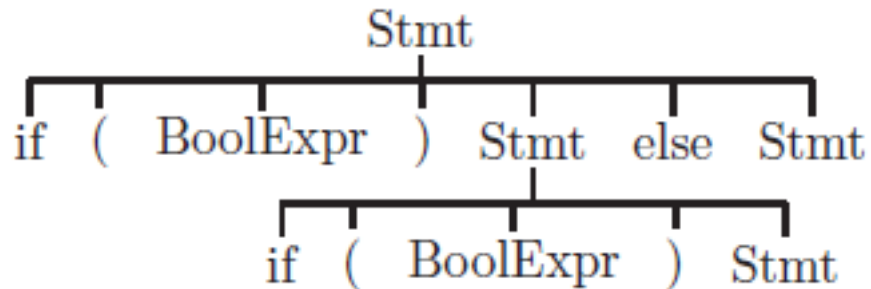 Stmt
if ( BoolExpr ) Stmt else Stmt
if ( BoolExpr ) Stmt